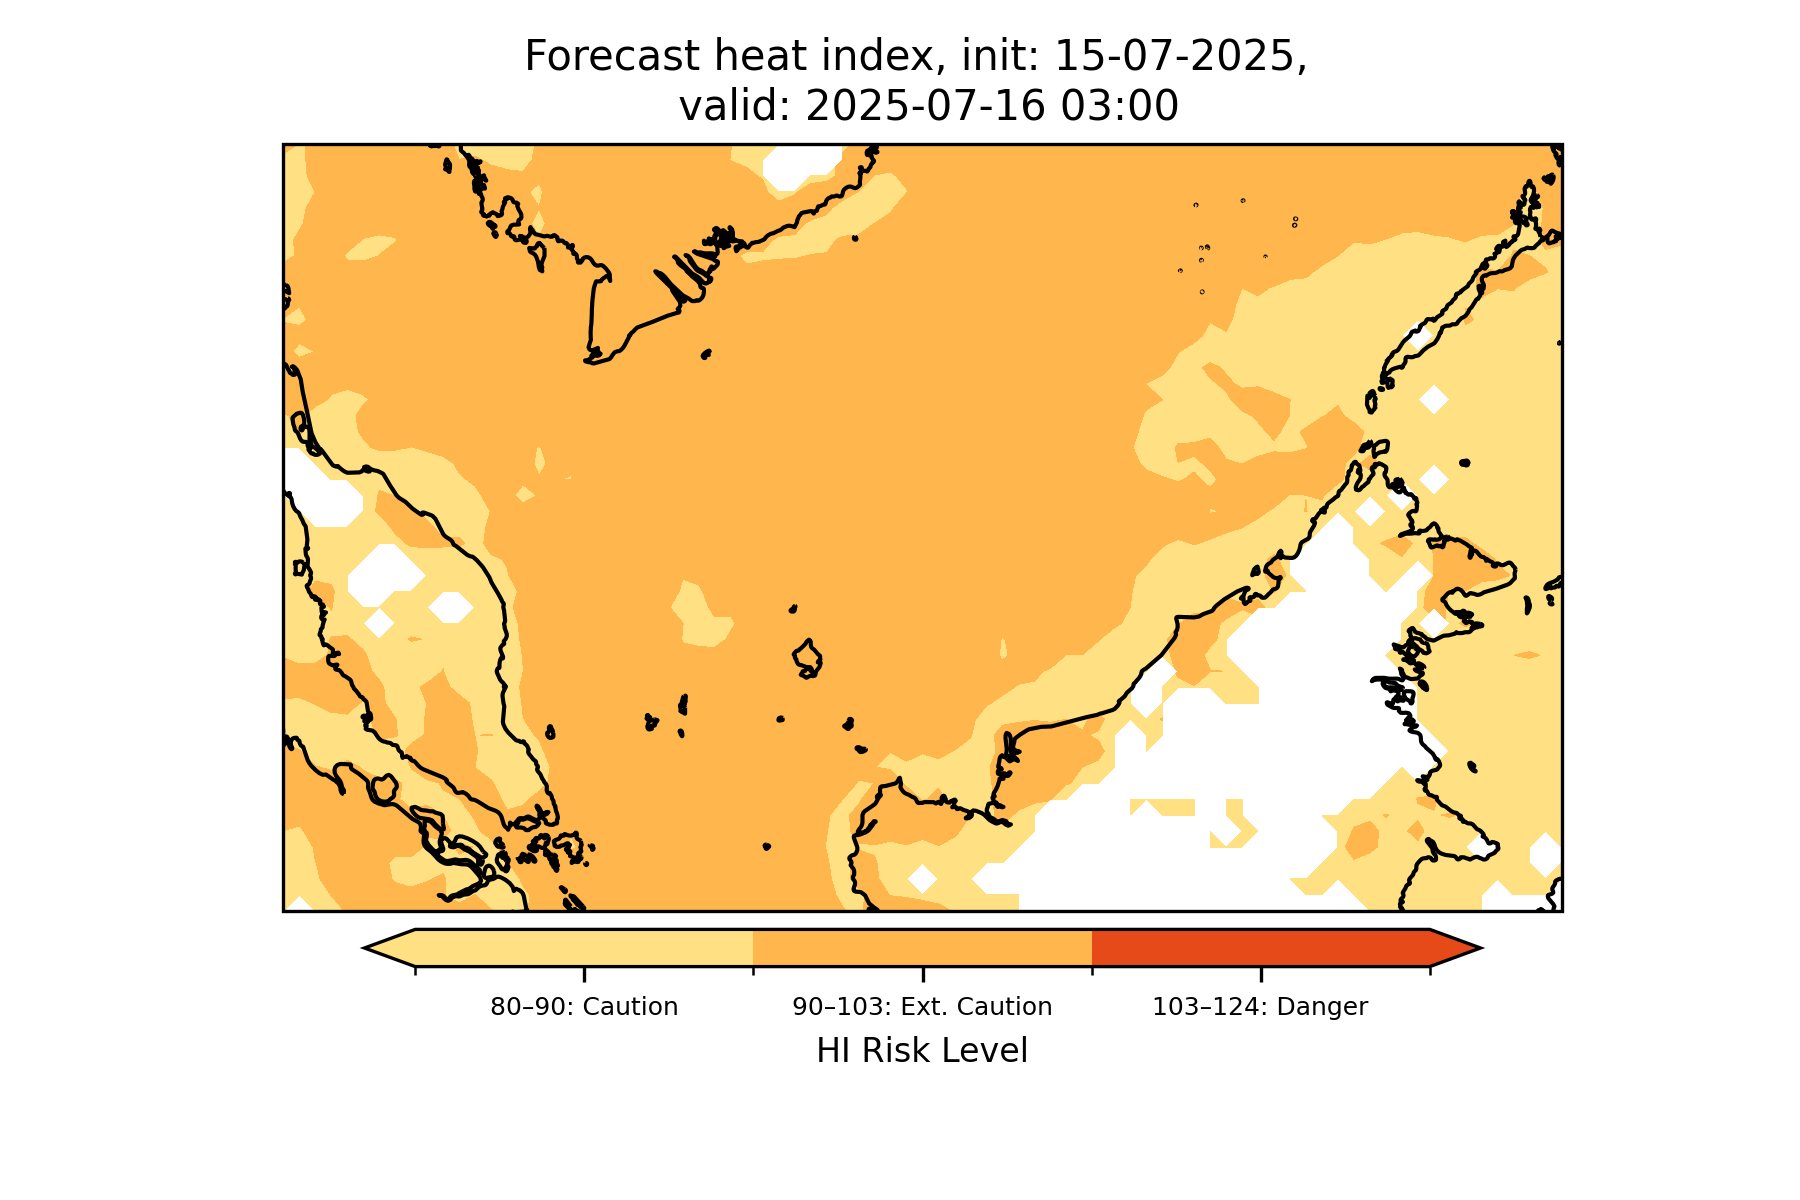 Forecast heat index, init: 15-07-2025,
valid: 2025-07-16 03:00
80–90: Caution
90–103: Ext. Caution
103–124: Danger
HI Risk Level